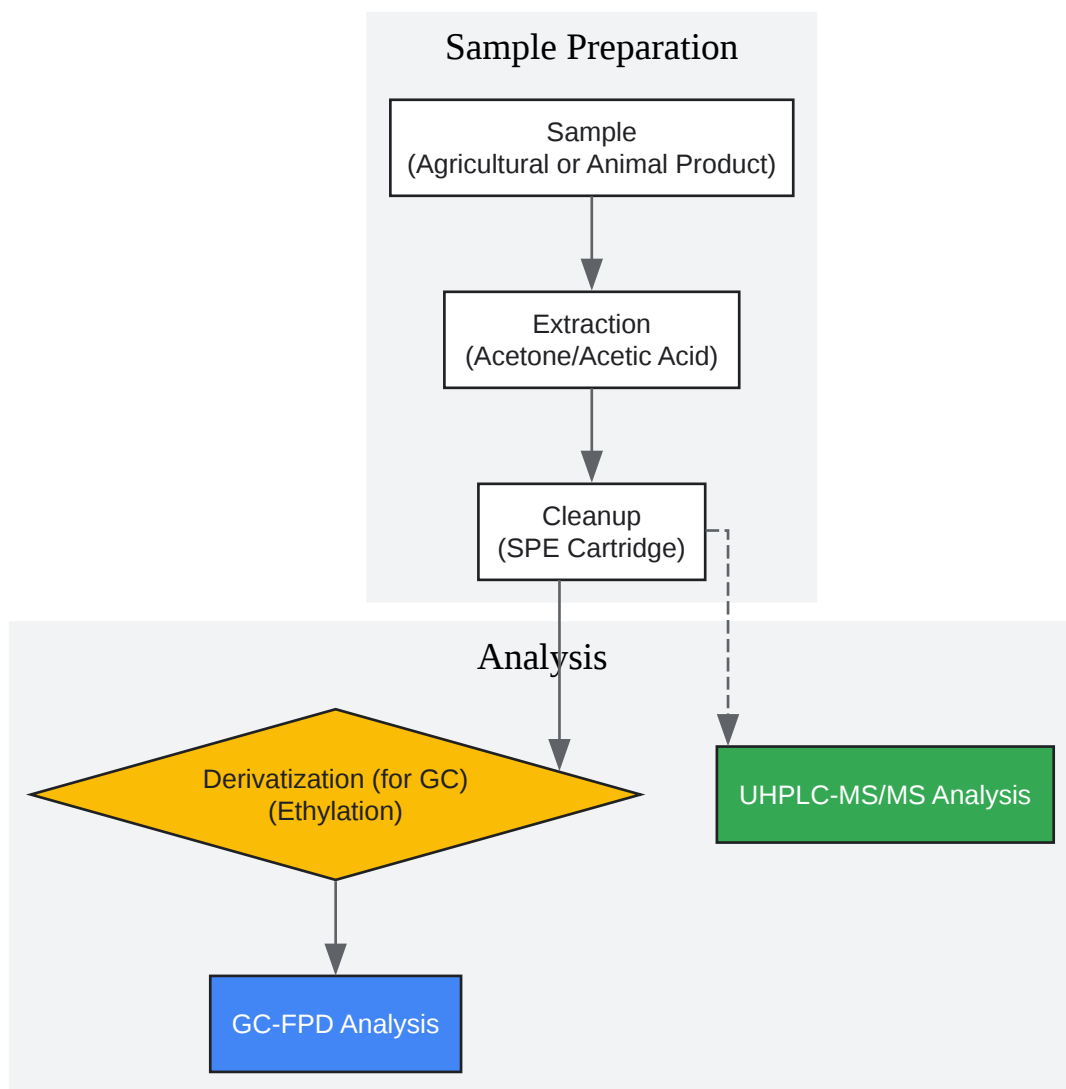 Sample Preparation
Sample
(Agricultural or Animal Product)
Extraction
(Acetone/Acetic Acid)
Cleanup
(SPE Cartridge)
Analysis
Derivatization (for GC)
(Ethylation)
UHPLC-MS/MS Analysis
GC-FPD Analysis